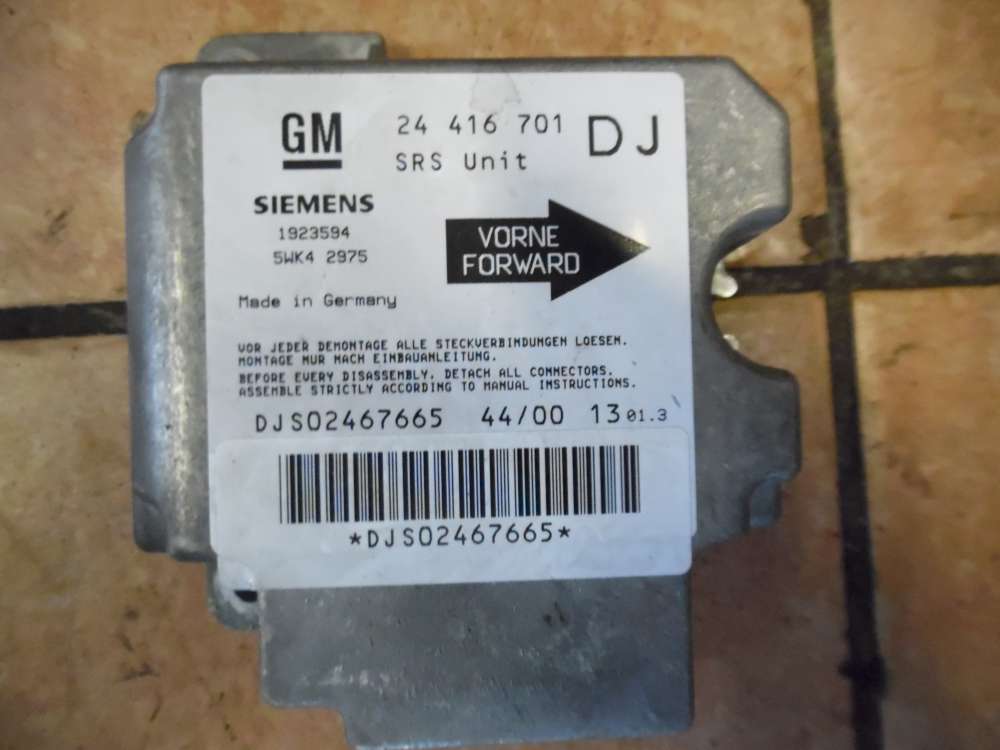 GM
24 416 701
DJ
SRS Unit
SIEMENS
1923594
5WK4 2975
VORNE
FORWARD
Made in Germany
VOR JEDER DEMONTAGE ALLE STECKVERBINDUNGEN LOESEN.
MONTAGE NUR NACH EINBAUANLEITUNG.
BEFORE EVERY DISASSEMBLY, DETACH ALL CONNECTORS.
ASSEMBLE STRICTLY ACCORDING TO MANUAL INSTRUCTIONS.
DJS02467665 44/00 13 01.3
*DJS02467665*